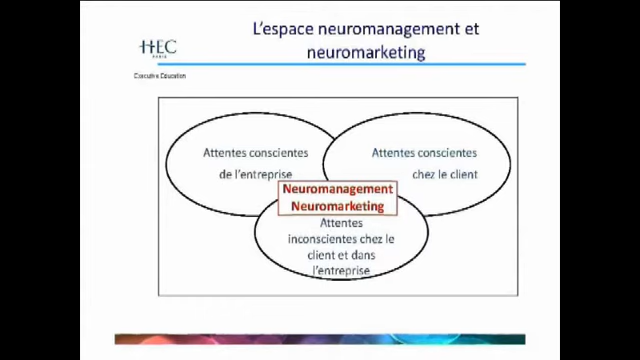 L'espace neuromanagement et
neuromarketing
HEC
PARIS
Executive Education
Attentes conscientes
de l'entreprise
Attentes conscientes
chez le client
Neuromanagement
Neuromarketing
Attentes
inconscientes chez le
client et dans
l'entreprise